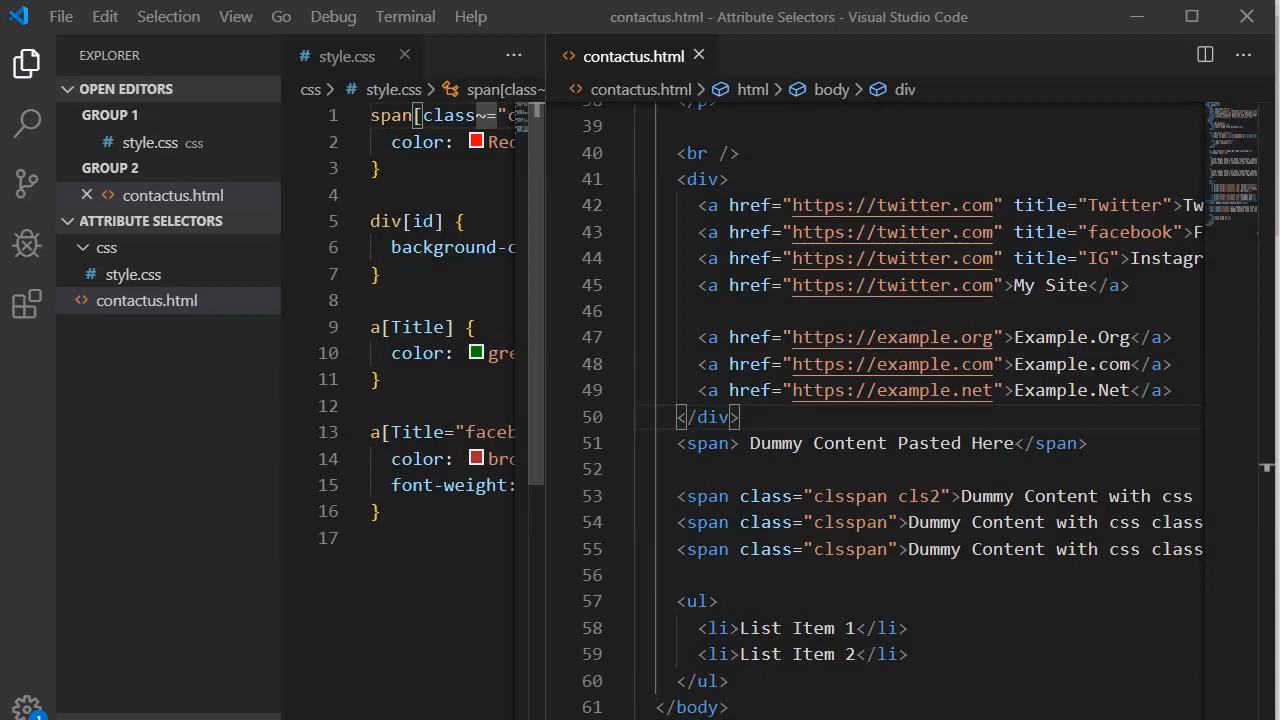 File Edit Selection View Go Debug Terminal Help
contactus.html - Attribute Selectors - Visual Studio Code
EXPLORER
OPEN EDITORS
GROUP 1
style.css css
GROUP 2
contactus.html
ATTRIBUTE SELECTORS
css
style.css
contactus.html
1
style.css
css style.css span[class~
1 span[class~="c
2 color: Red
3 }
4
5 div[id] {
6 background-c
7 }
8
9 a[Title] {
10 color: gre
11 }
12
13 a[Title="faceb
14 color: bro
15 font-weight:
16 }
17
contactus.html
contactus.html html body div
38 </p>
39
40 <br />
41 <div>
42 <a href="https://twitter.com" title="Twitter">Tw
43 <a href="https://twitter.com" title="facebook">F
44 <a href="https://twitter.com" title="IG">Instagr
45 <a href="https://twitter.com">My Site</a>
46
47 <a href="https://example.org">Example.Org</a>
48 <a href="https://example.com">Example.com</a>
49 <a href="https://example.net">Example.Net</a>
50 </div>
51 <span> Dummy Content Pasted Here</span>
52
53 <span class="clsspan cls2">Dummy Content with css
54 <span class="clsspan">Dummy Content with css class
55 <span class="clsspan">Dummy Content with css class
56
57 <ul>
58 <li>List Item 1</li>
59 <li>List Item 2</li>
60 </ul>
61 </body>